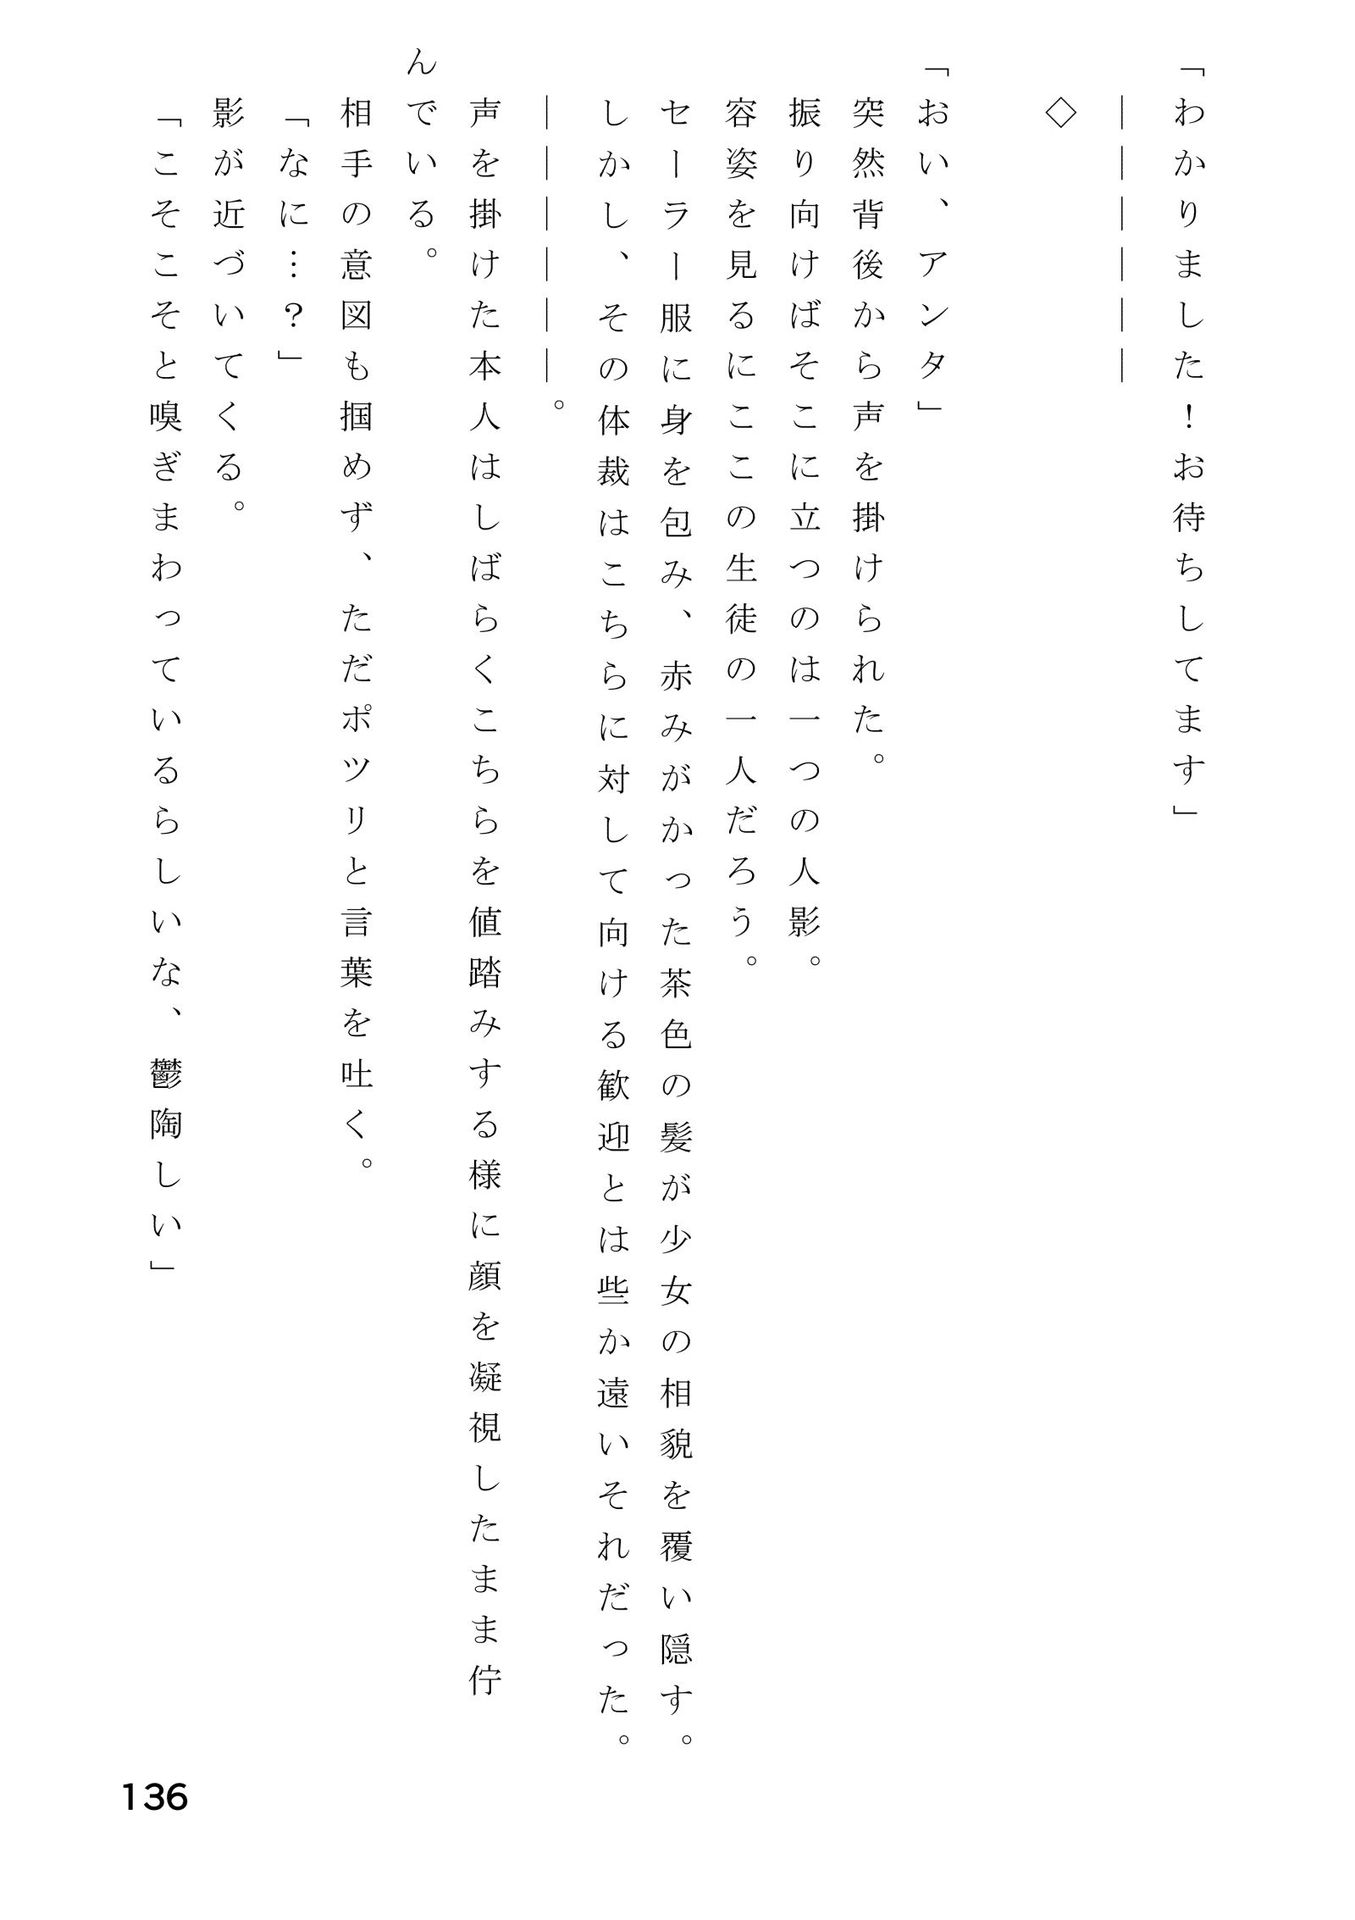 「わかりました！お待ちしてます」
――――――
◇
「おい、アンタ」
突然背後から声を掛けられた。
振り向けばそこに立つのは一つの人影。
容姿を見るにここの生徒の一人だろう。
セーラー服に身を包み、赤みがかった茶色の髪が少女の相貌を覆い隠す。
しかし、その体裁はこちらに対して向ける歓迎とは些か遠いそれだった。
――――――。
声を掛けた本人はしばらくこちらを値踏みする様に顔を凝視したまま佇
んでいる。
相手の意図も掴めず、ただポツリと言葉を吐く。
「なに…？」
影が近づいてくる。
「こそこそと嗅ぎまわっているらしいな、鬱陶しい」
136